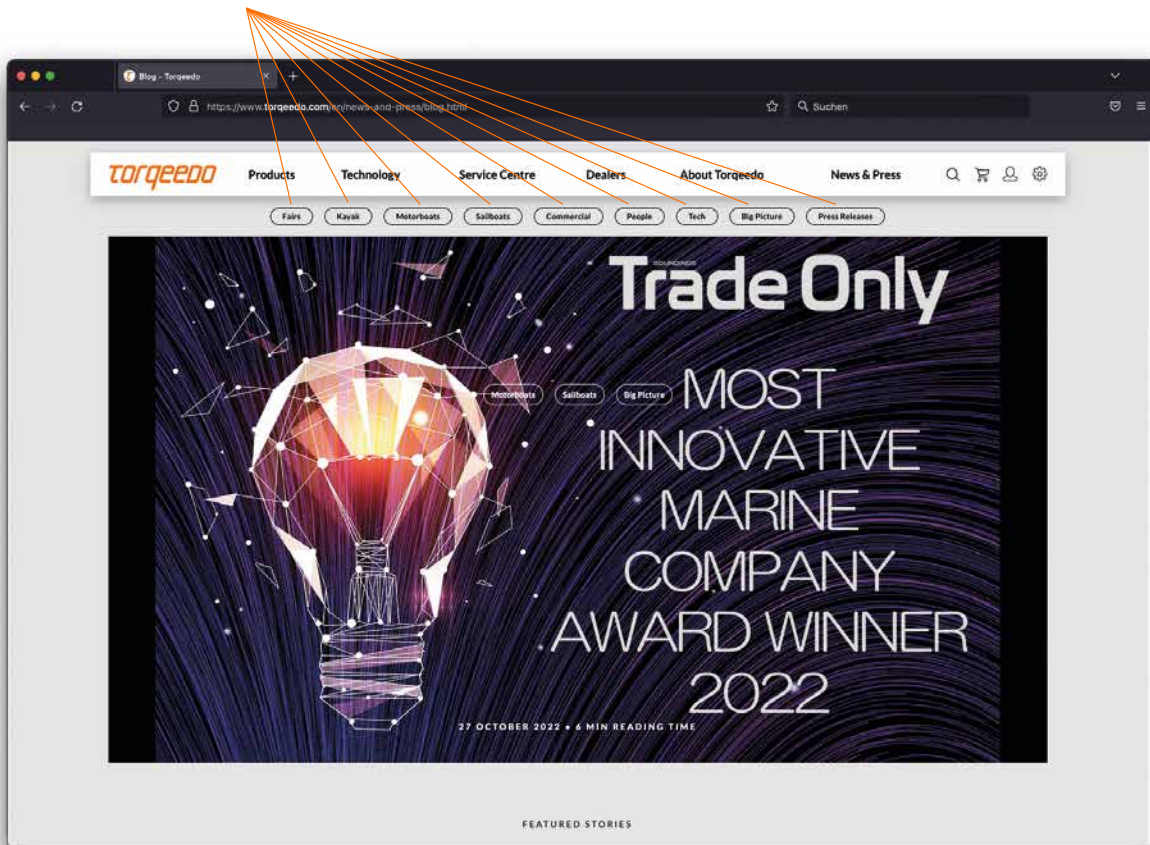 Blog - Torqeedo
https://www.torqeedo.com/en/news-and-press/blog.html
Suchen
TORQEEDO
Products Technology Service Centre Dealers About Torqeedo News & Press
Fairs Kayak Motorboats Sailboats Commercial People Tech Big Picture Press Releases
SOUNDINGS
Trade Only
Motorboats Sailboats Big Picture
MOST
INNOVATIVE
MARINE
COMPANY
AWARD WINNER
2022
27 OCTOBER 2022 • 6 MIN READING TIME
FEATURED STORIES